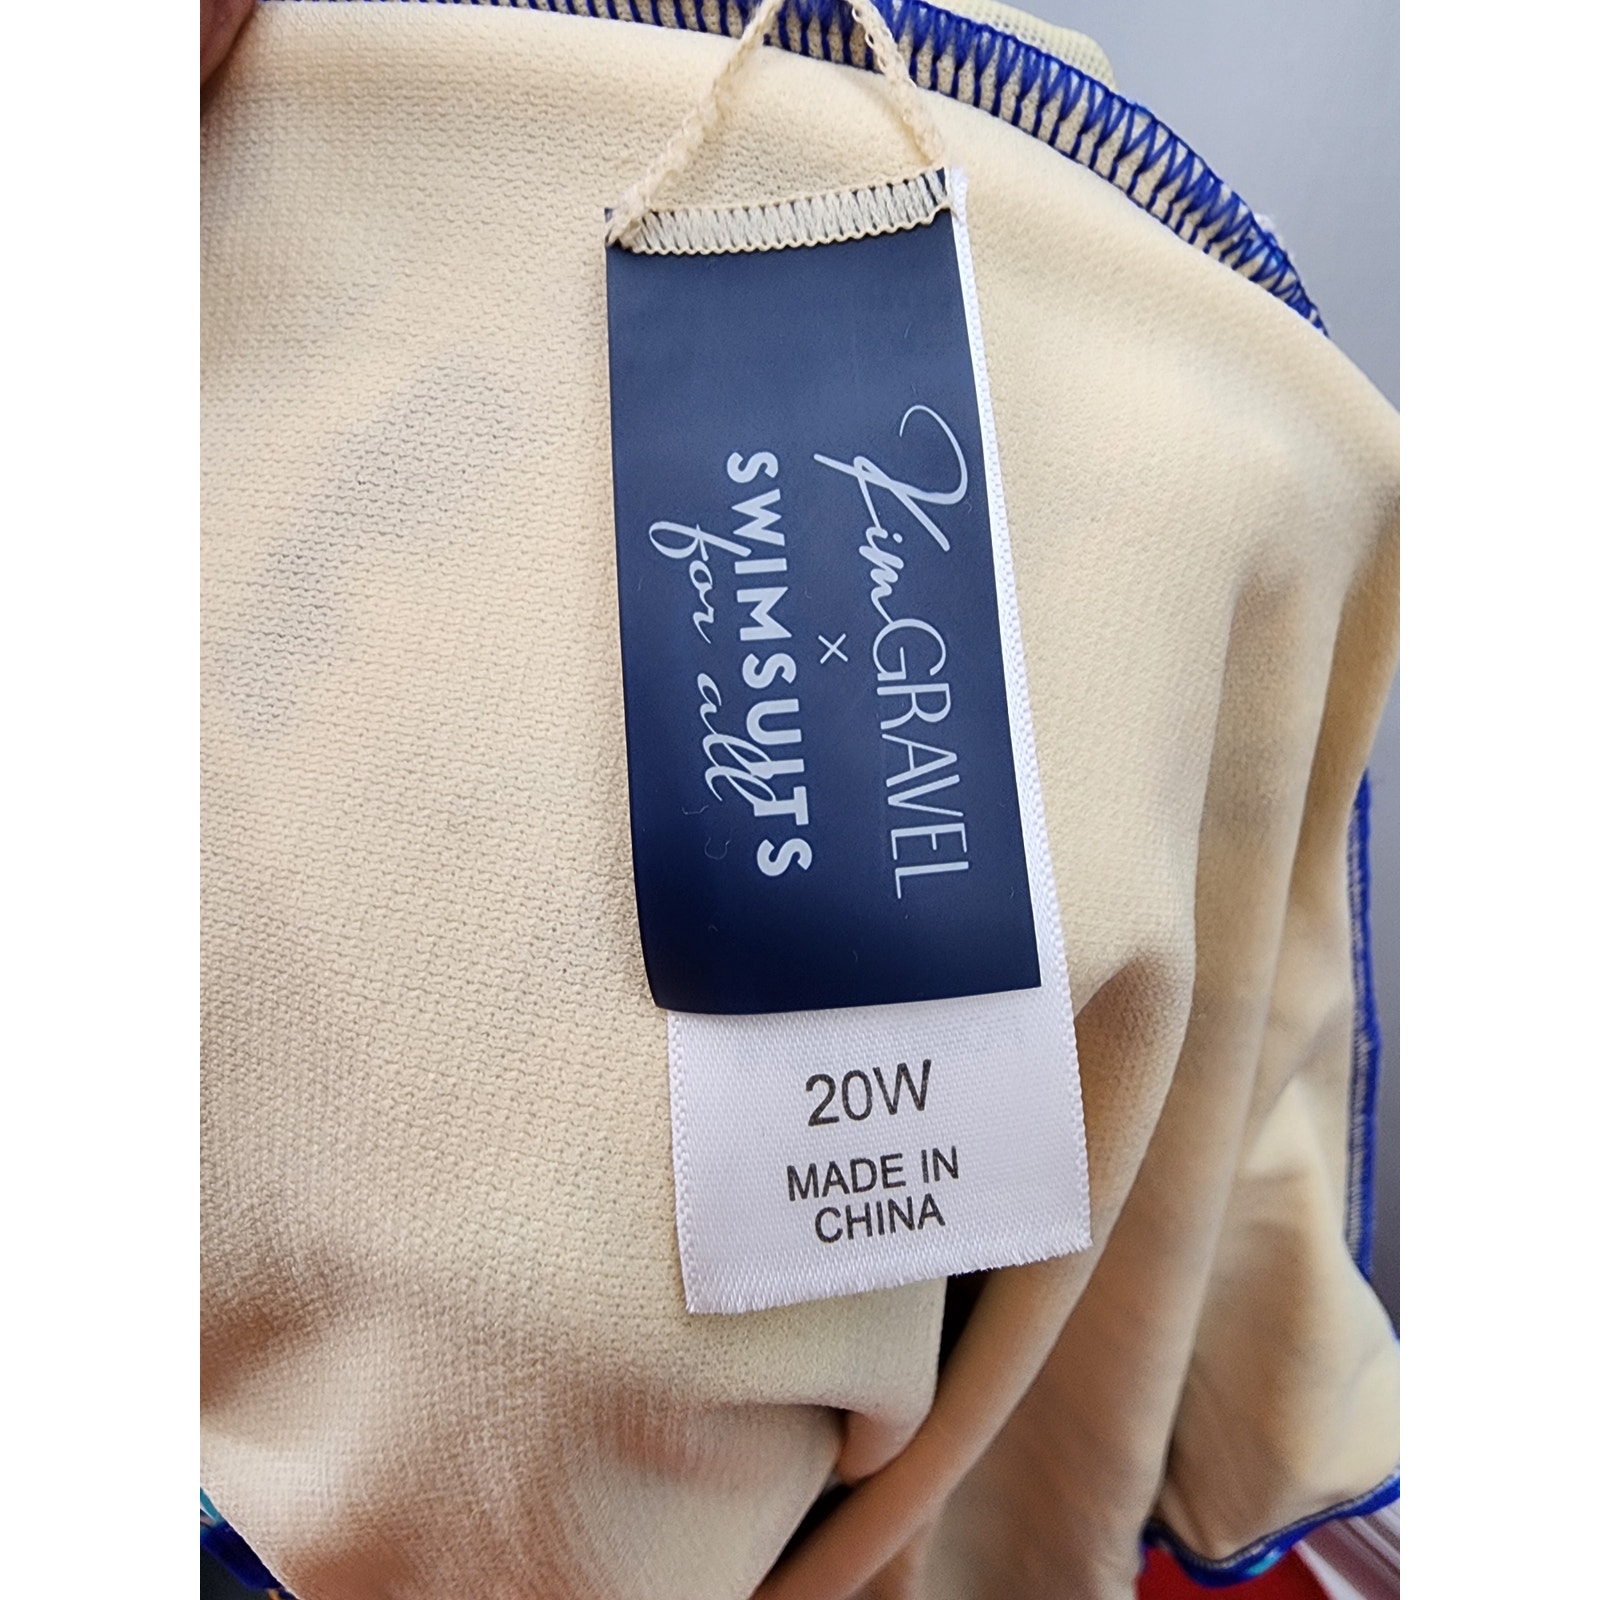 Kim GRAVEL
×
SWIMSUITS
for all
20W
MADE IN
CHINA